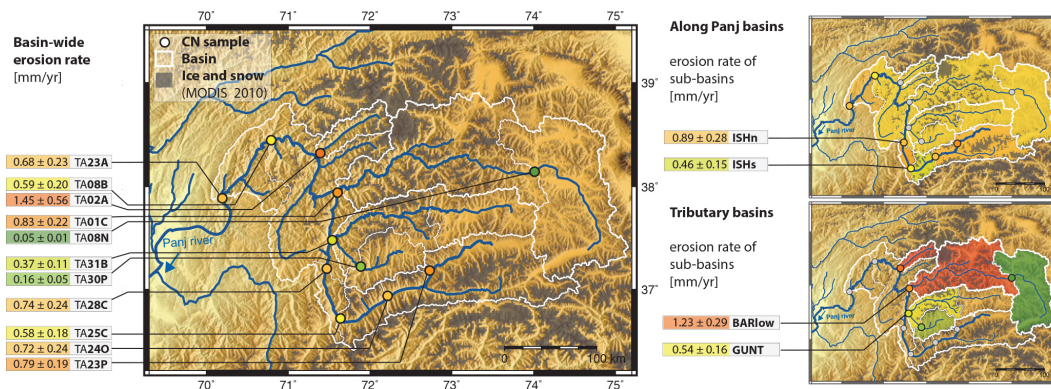 70°
71°
72°
73°
74°
75°
Basin-wide
erosion rate
[mm/yr]
CN sample
Basin
Ice and snow
(MODIS 2010)
39°
38°
37°
0.68 ± 0.23 TA23A
0.59 ± 0.20 TA08B
1.45 ± 0.56 TA02A
0.83 ± 0.22 TA01C
0.05 ± 0.01 TA08N
0.37 ± 0.11 TA31B
0.16 ± 0.05 TA30P
0.74 ± 0.24 TA28C
0.58 ± 0.18 TA25C
0.72 ± 0.24 TA24O
0.79 ± 0.19 TA23P
Panj river
0 100 km
70°
71°
72°
73°
74°
75°
Along Panj basins
erosion rate of
sub-basins
[mm/yr]
0.89 ± 0.28 ISHn
0.46 ± 0.15 ISHs
Panj river
0 100
Tributary basins
erosion rate of
sub-basins
[mm/yr]
1.23 ± 0.29 BARlow
0.54 ± 0.16 GUNT
Panj river
0 100